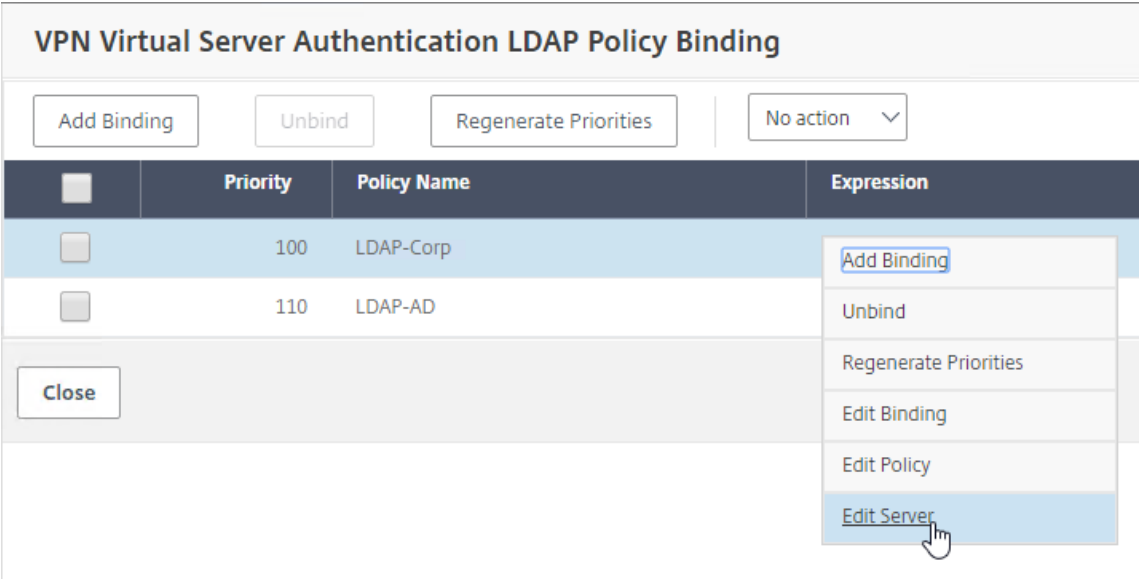 VPN Virtual Server Authentication LDAP Policy Binding
Add Binding Unbind Regenerate Priorities No action
Priority Policy Name Expression
100 LDAP-Corp
Add Binding
110 LDAP-AD
Unbind
Regenerate Priorities
Close
Edit Binding
Edit Policy
Edit Server